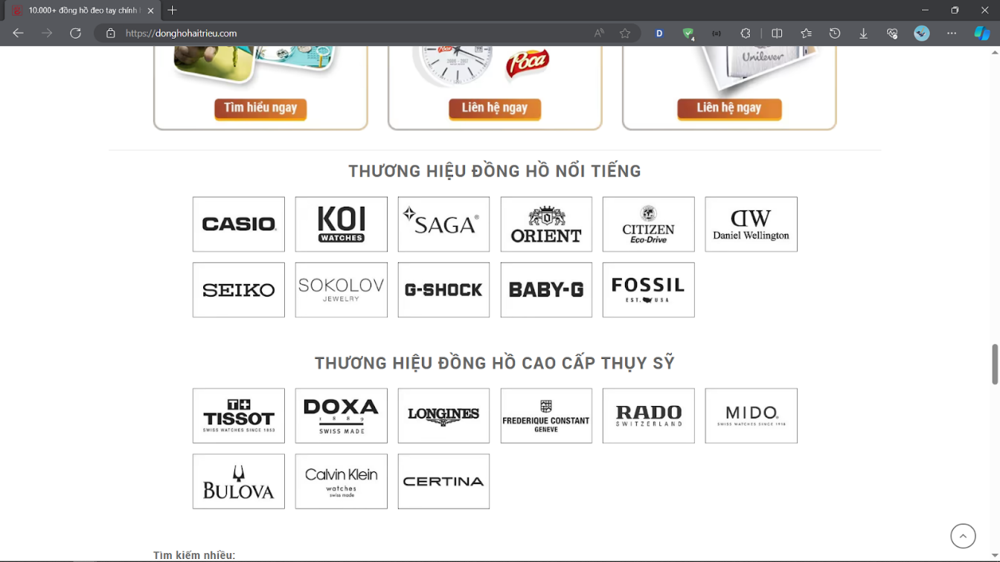 10.000+ đồng hồ đeo tay chính
https://donghohaitrieu.com
Poca
Unilever
Tìm hiểu ngay
Liên hệ ngay
Liên hệ ngay
THƯƠNG HIỆU ĐỒNG HỒ NỔI TIẾNG
CASIO
KOI
WATCHES
SAGA®
ORIENT
CITIZEN
Eco-Drive
DW
Daniel Wellington
SEIKO
SOKOLOV
JEWELRY
G-SHOCK
BABY-G
FOSSIL
EST. USA
THƯƠNG HIỆU ĐỒNG HỒ CAO CẤP THỤY SỸ
T+
TISSOT
SWISS WATCHES SINCE 1853
DOXA
1889
SWISS MADE
LONGINES
FREDERIQUE CONSTANT
GENEVE
RADO
SWITZERLAND
MIDO
SWISS WATCHES SINCE 1918
BULOVA
Calvin Klein
watches
swiss made
CERTINA
Tìm kiếm nhiều: